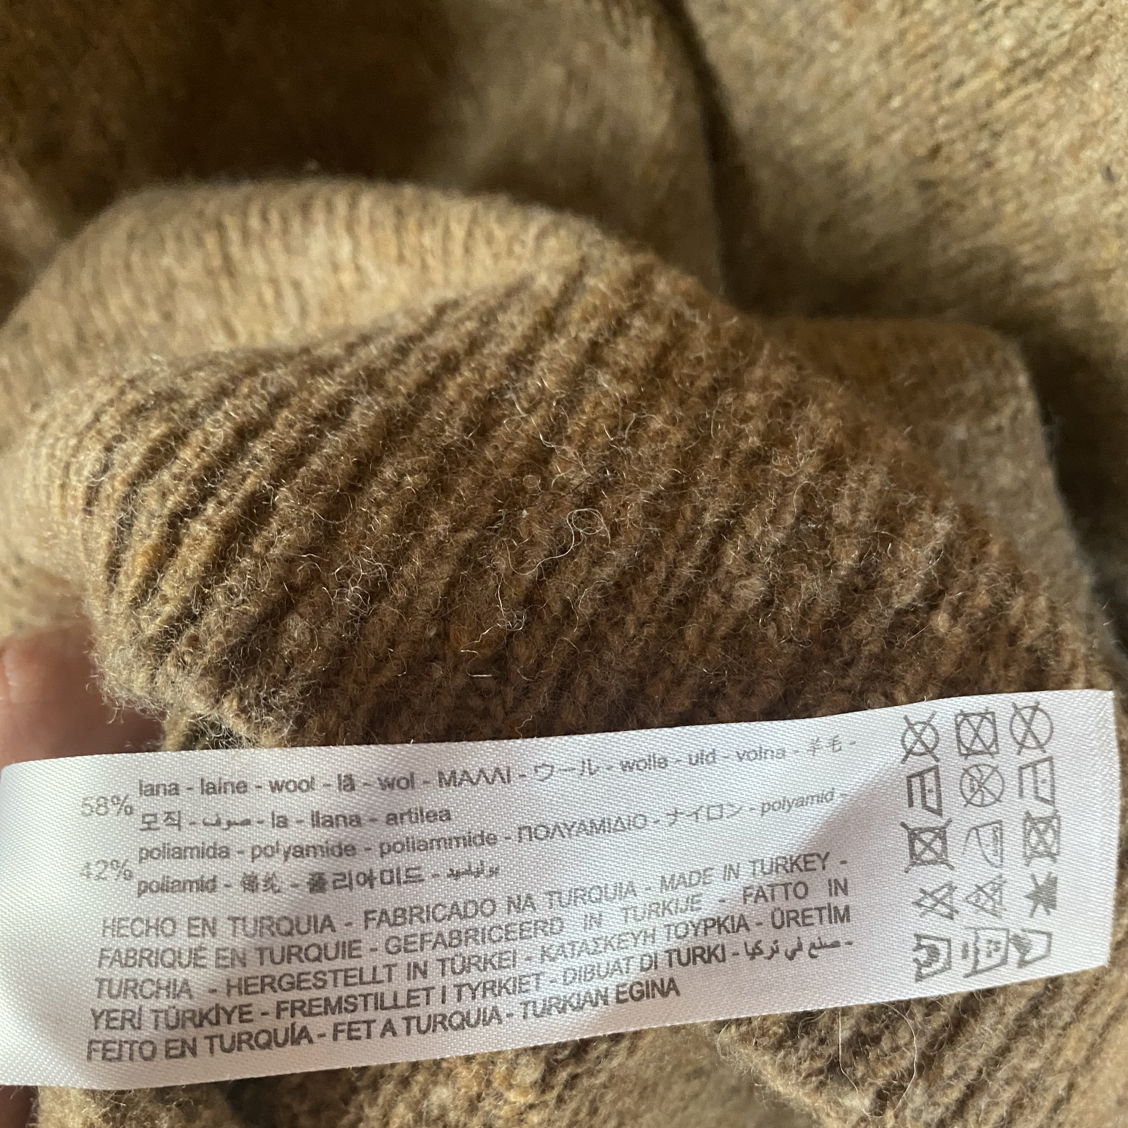 58% lana - laine - wool - lã - wol - ΜΑΛΛΙ - ウール - wolle - uld - volna - 羊毛 -
모직 - صوف - la - llana - artilea
42% poliamida - polyamide - poliammide - ΠΟΛΥΑΜΙΔΙΟ - ナイロン - polyamid -
poliamid - 锦纶 - 폴리아미드 - بوليأميد
HECHO EN TURQUIA - FABRICADO NA TURQUIA - MADE IN TURKEY -
FABRIQUÉ EN TURQUIE - GEFABRICEERD IN TURKIJE - FATTO IN
TURCHIA - HERGESTELLT IN TÜRKEI - ΚΑΤΑΣΚΕΥΗ ΤΟΥΡΚΙΑ - ÜRETİM
YERİ TÜRKİYE - FREMSTILLET I TYRKIET - DIBUAT DI TURKI - صنع في تركيا -
FEITO EN TURQUÍA - FET A TURQUIA - TURKIAN EGINA